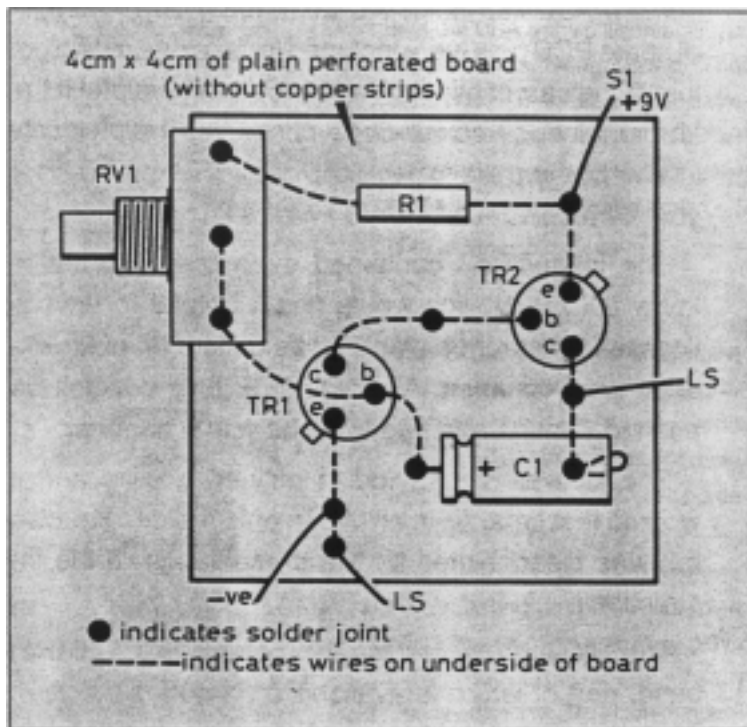 4cm x 4cm of plain perforated board
(without copper strips)
S1
+9V
RV1
R1
TR2
e
b
c
c
b
TR1
e
LS
+ C1 −
−ve
LS
● indicates solder joint
-----indicates wires on underside of board